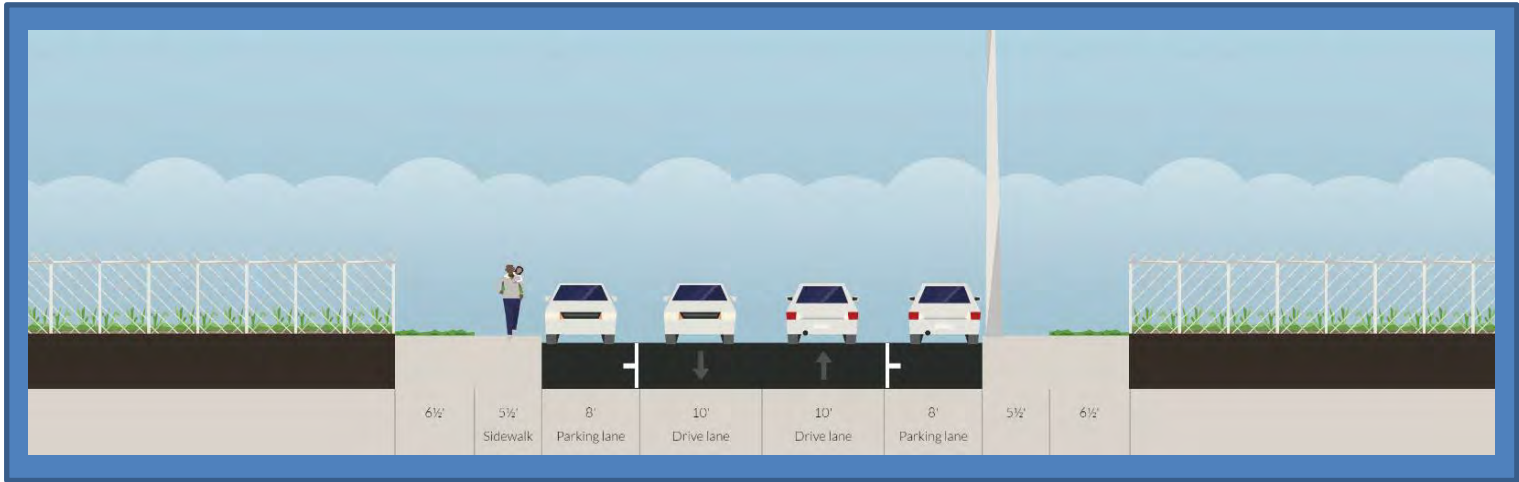 6½' 5½' 8' 10' 10' 8' 5½' 6½'
Sidewalk Parking lane Drive lane Drive lane Parking lane